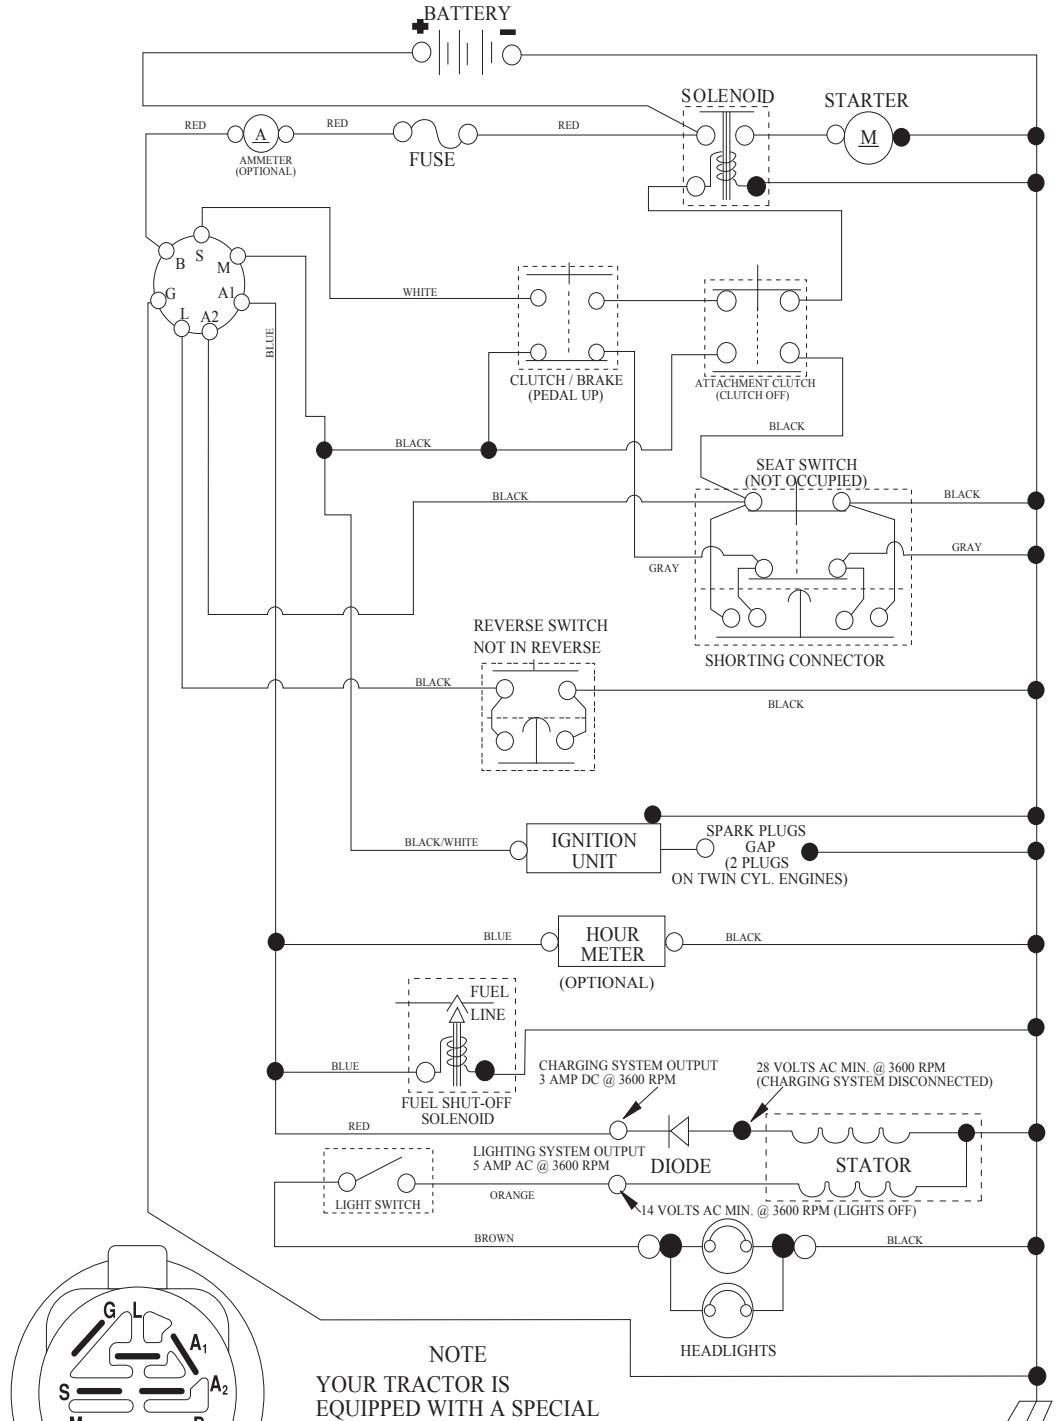 BATTERY
+ -
SOLENOID
STARTER
RED
RED
RED
A
M
AMMETER
(OPTIONAL)
FUSE
B
S
M
G
A1
L
A2
WHITE
BLUE
CLUTCH / BRAKE
(PEDAL UP)
ATTACHMENT CLUTCH
(CLUTCH OFF)
BLACK
BLACK
SEAT SWITCH
(NOT OCCUPIED)
BLACK
BLACK
GRAY
GRAY
REVERSE SWITCH
NOT IN REVERSE
SHORTING CONNECTOR
BLACK
BLACK
BLACK/WHITE
IGNITION
UNIT
SPARK PLUGS
GAP
(2 PLUGS
ON TWIN CYL. ENGINES)
BLUE
HOUR
METER
BLACK
(OPTIONAL)
FUEL
LINE
BLUE
FUEL SHUT-OFF
SOLENOID
CHARGING SYSTEM OUTPUT
3 AMP DC @ 3600 RPM
28 VOLTS AC MIN. @ 3600 RPM
(CHARGING SYSTEM DISCONNECTED)
RED
LIGHTING SYSTEM OUTPUT
5 AMP AC @ 3600 RPM
DIODE
STATOR
LIGHT SWITCH
ORANGE
14 VOLTS AC MIN. @ 3600 RPM (LIGHTS OFF)
BROWN
BLACK
HEADLIGHTS
G L
A1
A2
S
M
B
NOTE
YOUR TRACTOR IS
EQUIPPED WITH A SPECIAL